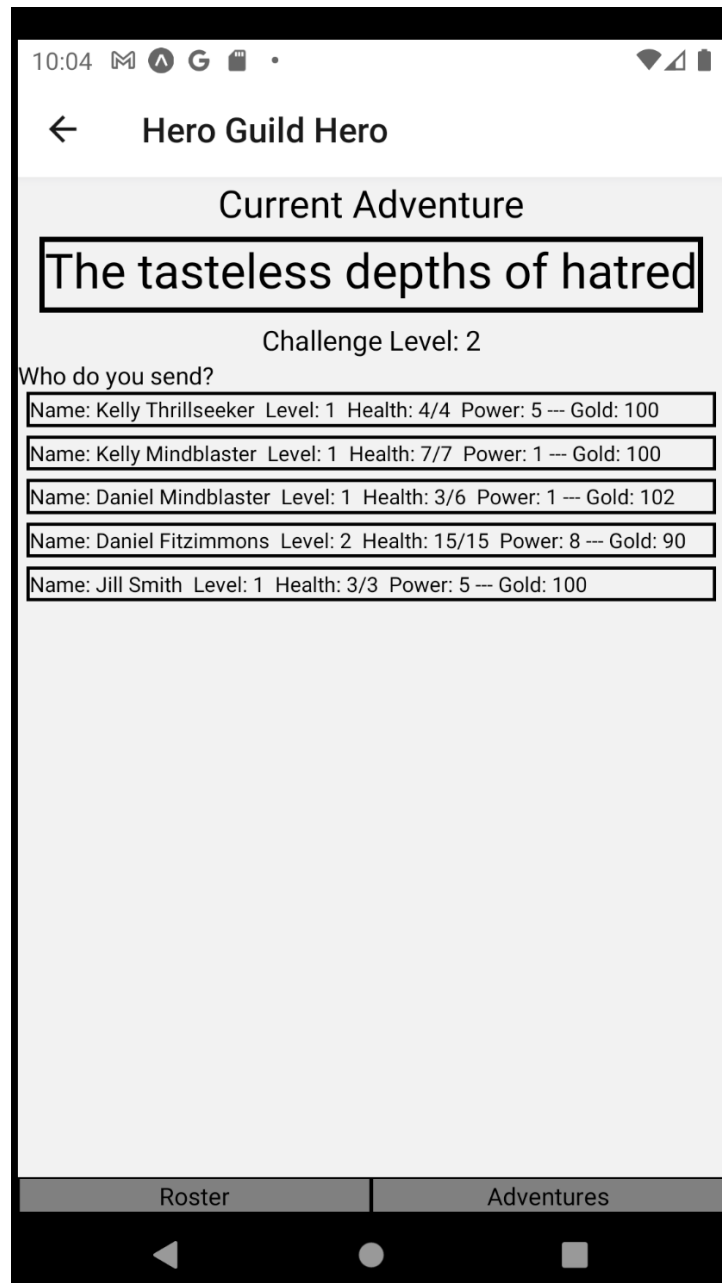 10:04
Hero Guild Hero
Current Adventure
The tasteless depths of hatred
Challenge Level: 2
Who do you send?
Name: Kelly Thrillseeker  Level: 1  Health: 4/4  Power: 5 --- Gold: 100
Name: Kelly Mindblaster  Level: 1  Health: 7/7  Power: 1 --- Gold: 100
Name: Daniel Mindblaster  Level: 1  Health: 3/6  Power: 1 --- Gold: 102
Name: Daniel Fitzimmons  Level: 2  Health: 15/15  Power: 8 --- Gold: 90
Name: Jill Smith  Level: 1  Health: 3/3  Power: 5 --- Gold: 100
Roster Adventures